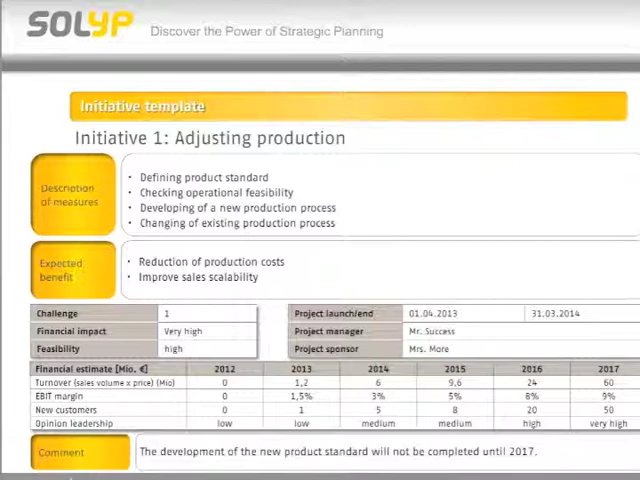 SOLYP Discover the Power of Strategic Planning
Initiative template
Initiative 1: Adjusting production
Description
of measures
• Defining product standard
• Checking operational feasibility
• Developing of a new production process
• Changing of existing production process
Expected
benefit
• Reduction of production costs
• Improve sales scalability
Challenge 1
Financial impact Very high
Feasibility high
Project launch/end 01.04.2013 31.03.2014
Project manager Mr. Success
Project sponsor Mrs. More
Financial estimate [Mio. €] 2012 2013 2014 2015 2016 2017
Turnover (sales volume x price) (Mio) 0 1,2 6 9,6 24 60
EBIT margin 0 1,5% 3% 5% 8% 9%
New customers 0 1 5 8 20 50
Opinion leadership low low medium medium high very high
Comment The development of the new product standard will not be completed until 2017.